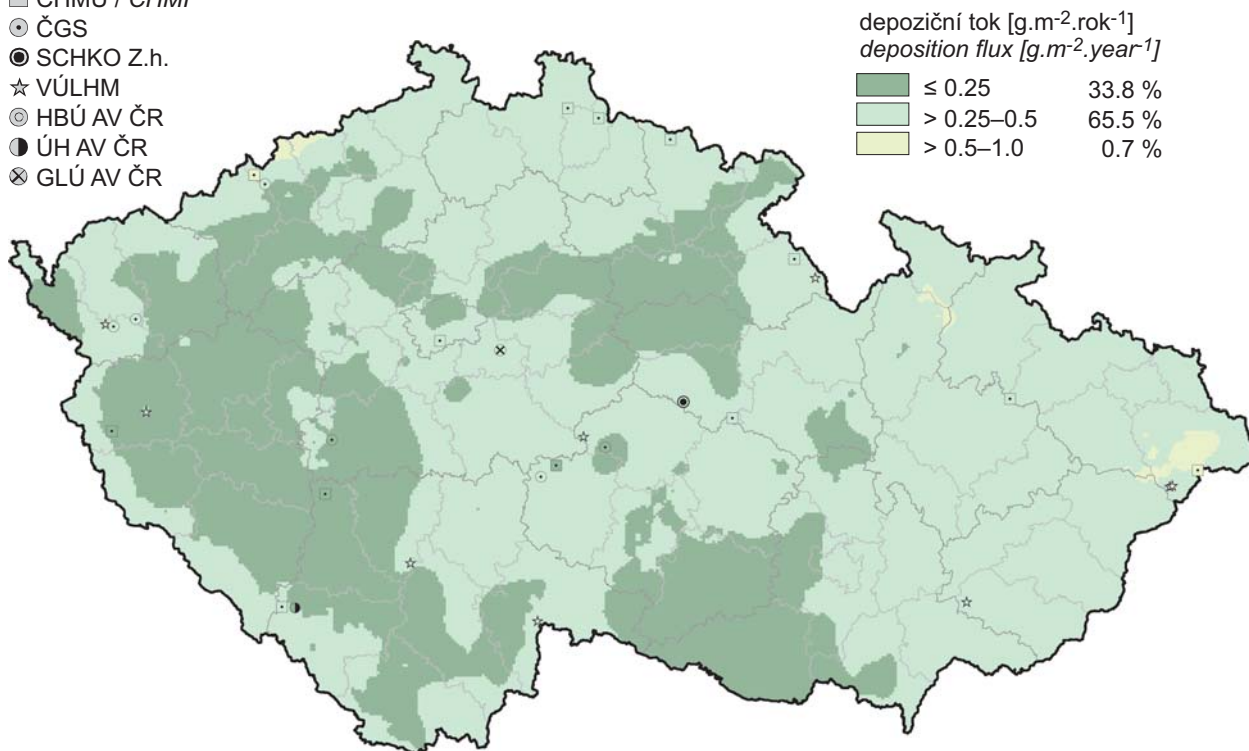 ČHMÚ / CHMI
ČGS
SCHKO Z.h.
VÚLHM
HBÚ AV ČR
ÚH AV ČR
GLÚ AV ČR
depoziční tok [g.m-2.rok-1]
deposition flux [g.m-2.year-1]
≤ 0.25 33.8 %
> 0.25–0.5 65.5 %
> 0.5–1.0 0.7 %